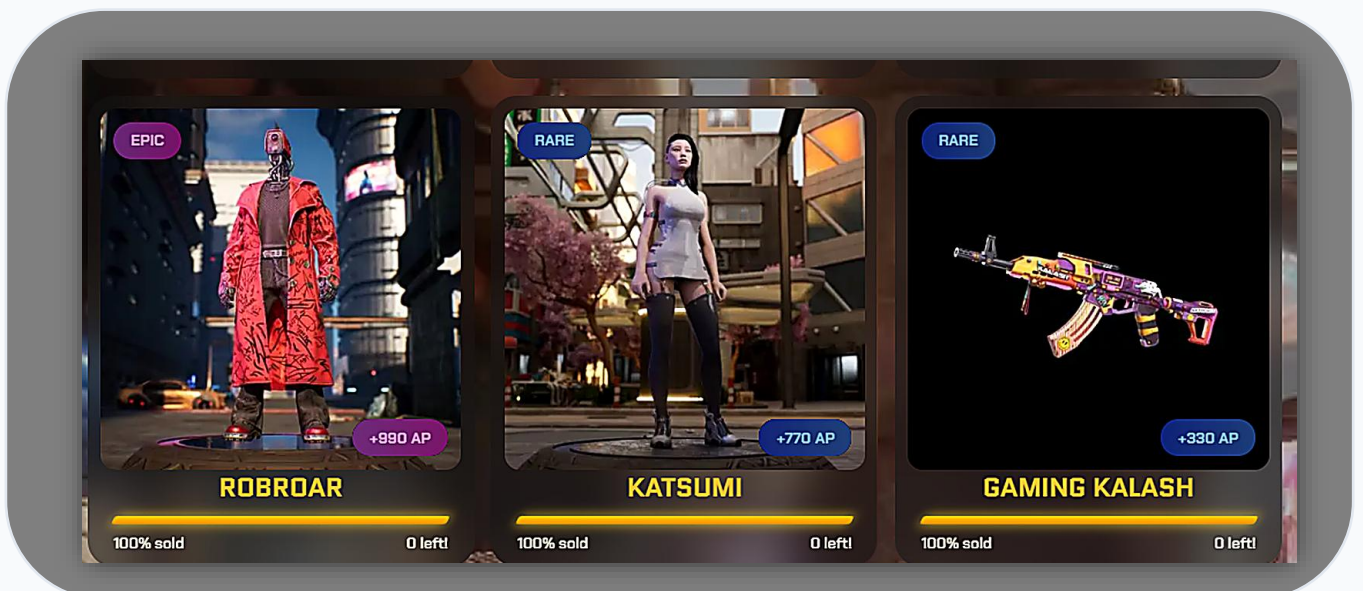 EPIC
RARE
RARE
KALASH
+990 AP
+770 AP
+330 AP
ROBROAR
KATSUMI
GAMING KALASH
100% sold
0 left!
100% sold
0 left!
100% sold
0 left!